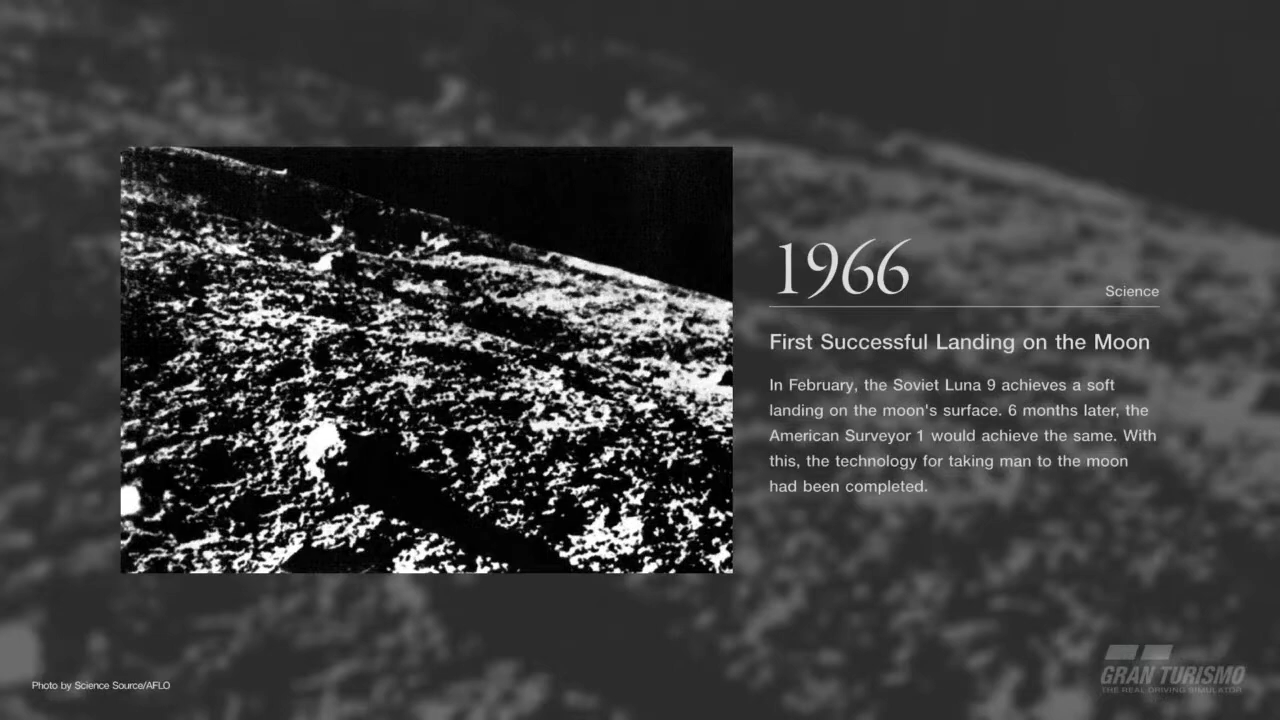 1966
Science
First Successful Landing on the Moon
In February, the Soviet Luna 9 achieves a soft
landing on the moon's surface. 6 months later, the
American Surveyor 1 would achieve the same. With
this, the technology for taking man to the moon
had been completed.
Photo by Science Source/AFLO
GRAN TURISMO
THE REAL DRIVING SIMULATOR